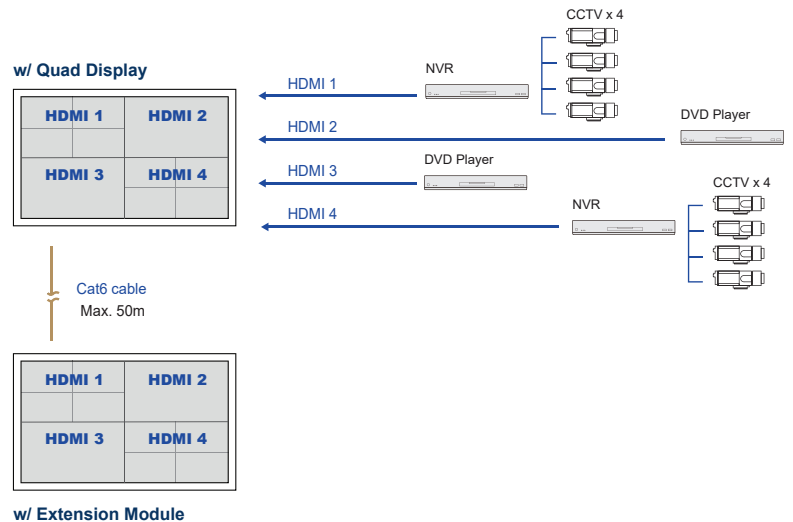 CCTV x 4
w/ Quad Display
NVR
HDMI 1
HDMI 1
HDMI 2
DVD Player
HDMI 2
HDMI 3
HDMI 4
DVD Player
HDMI 3
CCTV x 4
NVR
HDMI 4
Cat6 cable
Max. 50m
HDMI 1
HDMI 2
HDMI 3
HDMI 4
w/ Extension Module